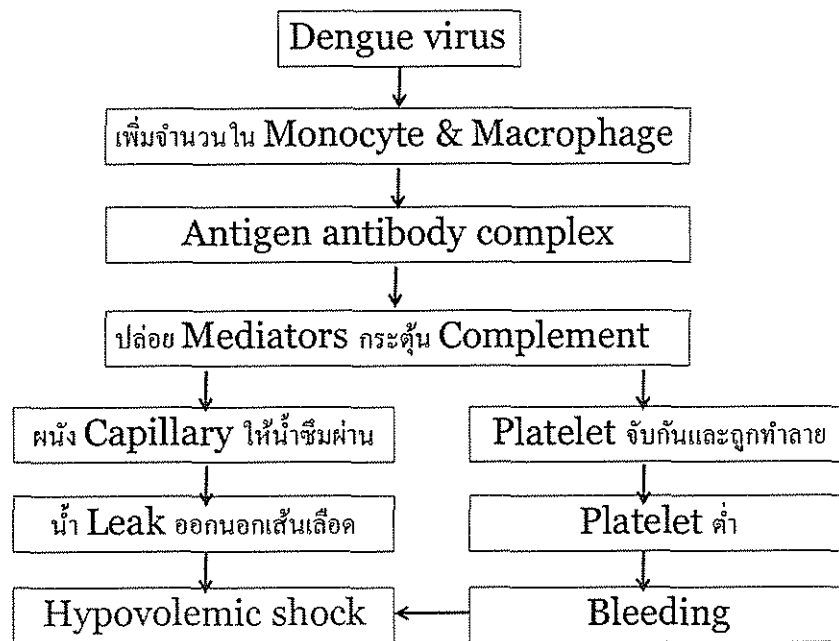 Dengue virus
เพิ่มจำนวนใน Monocyte & Macrophage
Antigen antibody complex
ปล่อย Mediators กระตุ้น Complement
ผนัง Capillary ให้น้ำซึมผ่าน
Platelet จับกันและถูกทำลาย
น้ำ Leak ออกนอกเส้นเลือด
Platelet ต่ำ
Hypovolemic shock
Bleeding